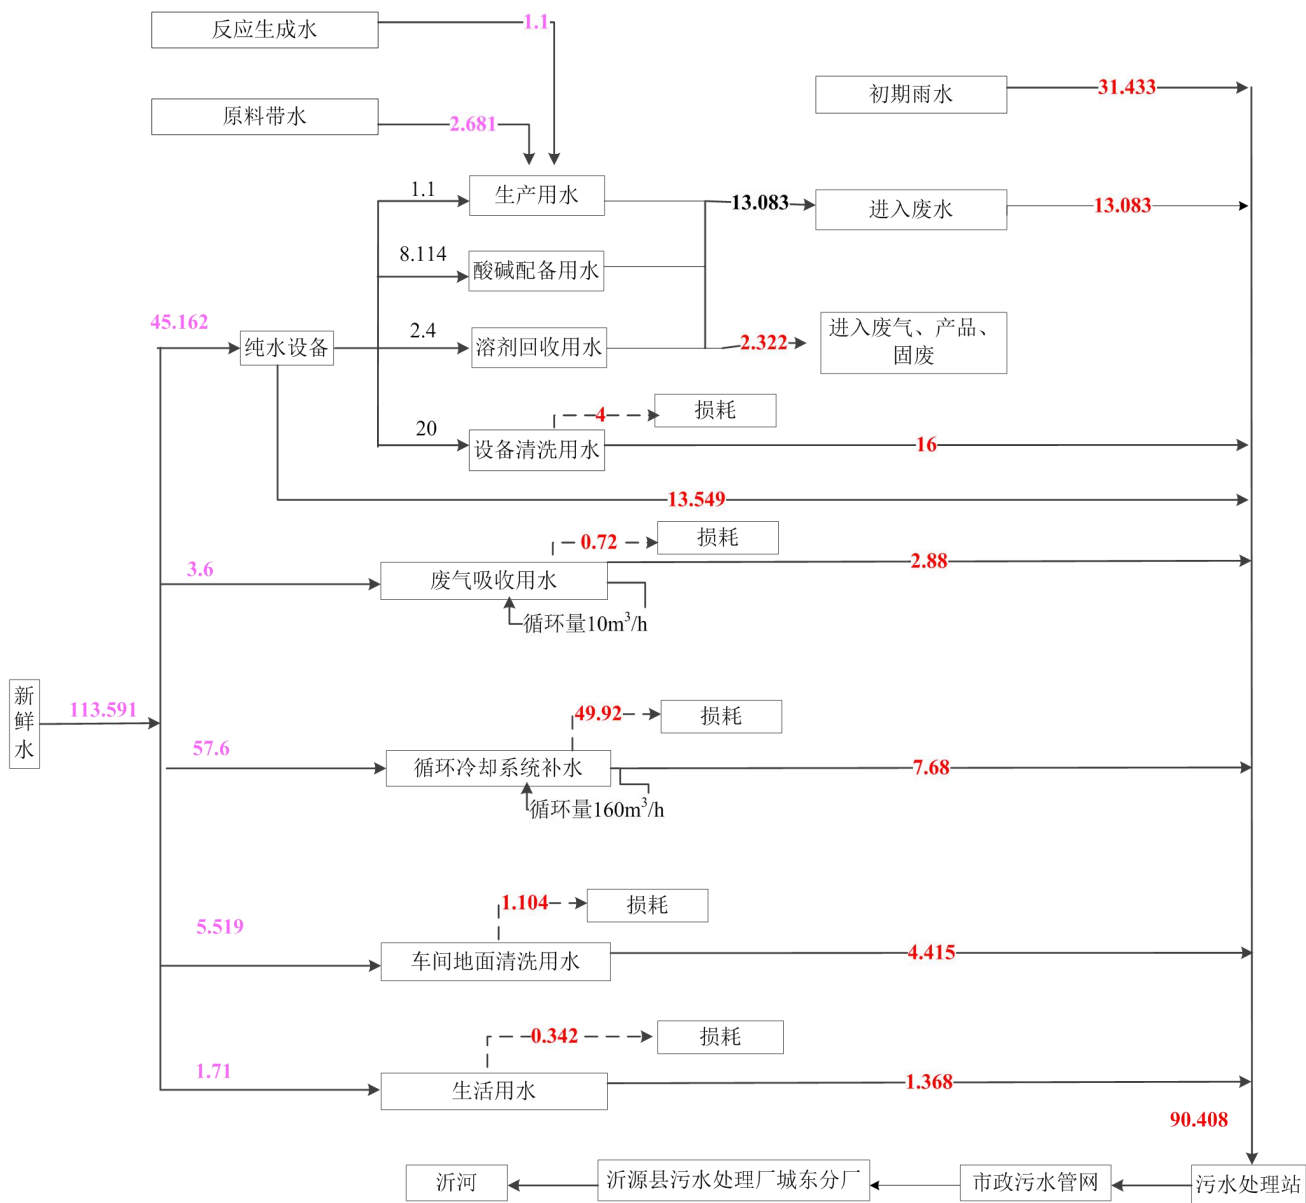 反应生成水
1.1
原料带水
2.681
初期雨水
31.433
1.1
生产用水
13.083
进入废水
13.083
8.114
酸碱配备用水
45.162
纯水设备
2.4
溶剂回收用水
2.322
进入废气、产品、
固废
20
设备清洗用水
4
损耗
16
13.549
3.6
废气吸收用水
0.72
损耗
2.88
循环量10m³/h
新
鲜
水
113.591
57.6
循环冷却系统补水
49.92
损耗
7.68
循环量160m³/h
5.519
车间地面清洗用水
1.104
损耗
4.415
1.71
生活用水
0.342
损耗
1.368
90.408
沂河
沂源县污水处理厂城东分厂
市政污水管网
污水处理站